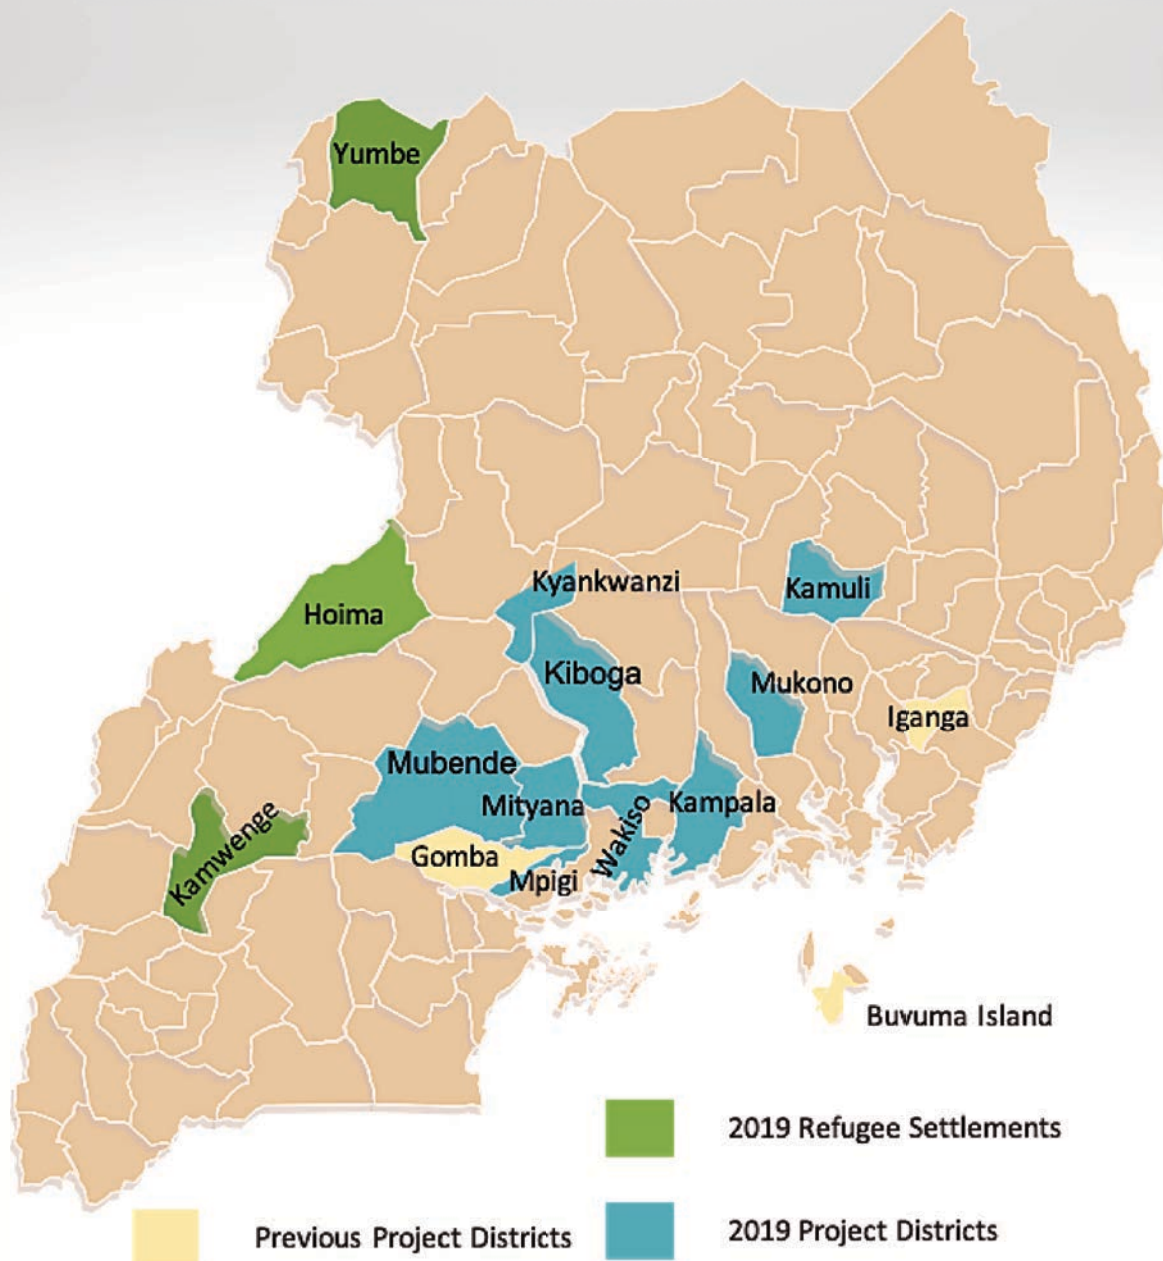 Yumbe
Kyankwanzi
Kamuli
Hoima
Kiboga
Mukono
Iganga
Mubende
Mityana
Wakiso
Kampala
Kamwenge
Gomba
Mpigi
Buvuma Island
2019 Refugee Settlements
Previous Project Districts
2019 Project Districts